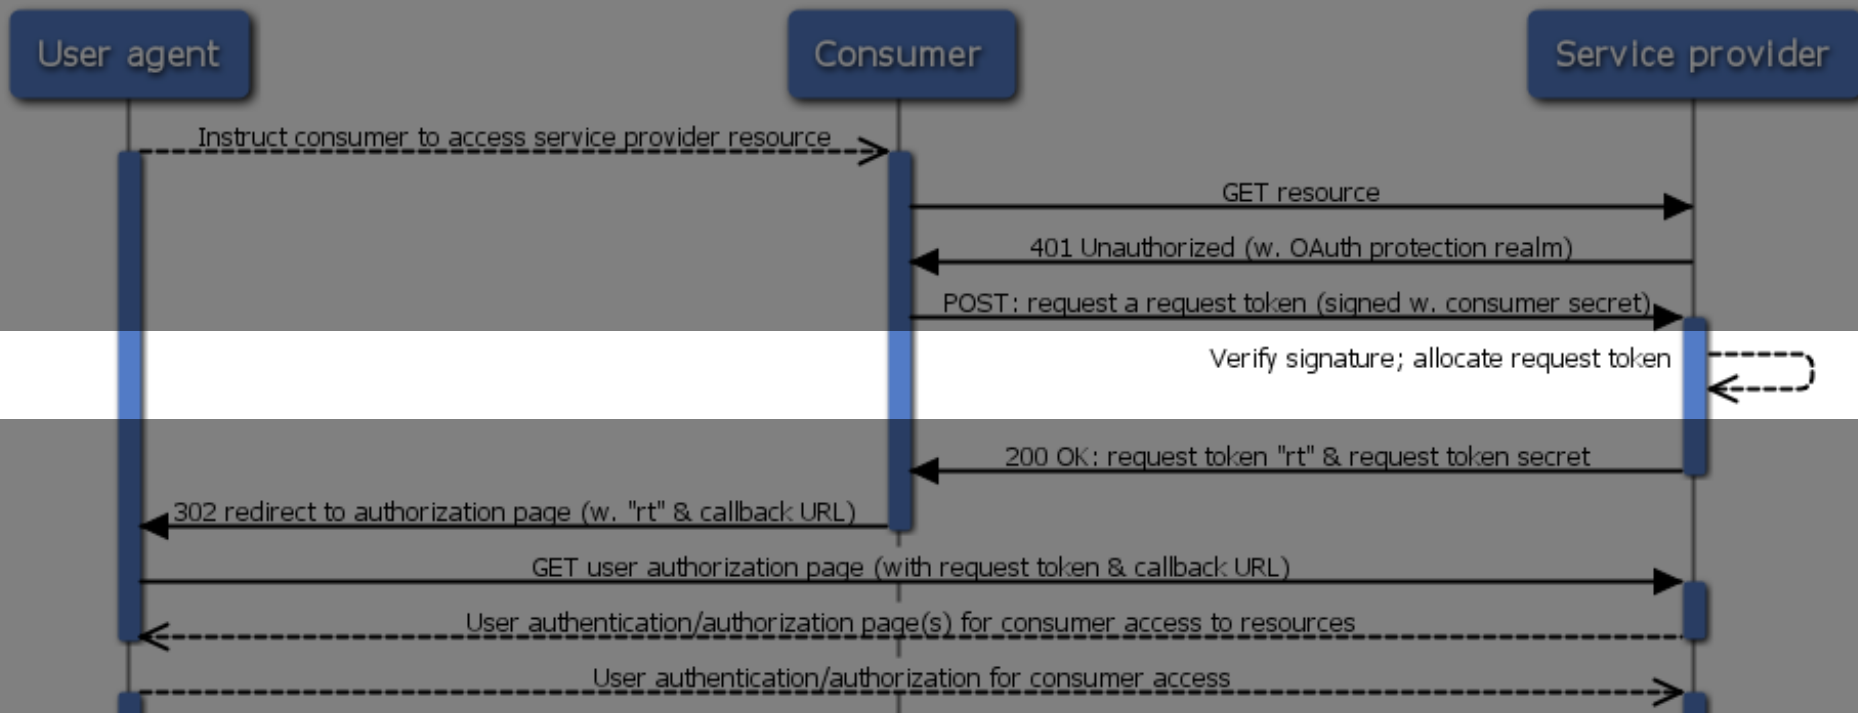 User agent
Consumer
Service provider
Instruct consumer to access service provider resource
GET resource
401 Unauthorized (w. OAuth protection realm)
POST: request a request token (signed w. consumer secret)
Verify signature; allocate request token
200 OK: request token "rt" & request token secret
302 redirect to authorization page (w. "rt" & callback URL)
GET user authorization page (with request token & callback URL)
User authentication/authorization page(s) for consumer access to resources
User authentication/authorization for consumer access